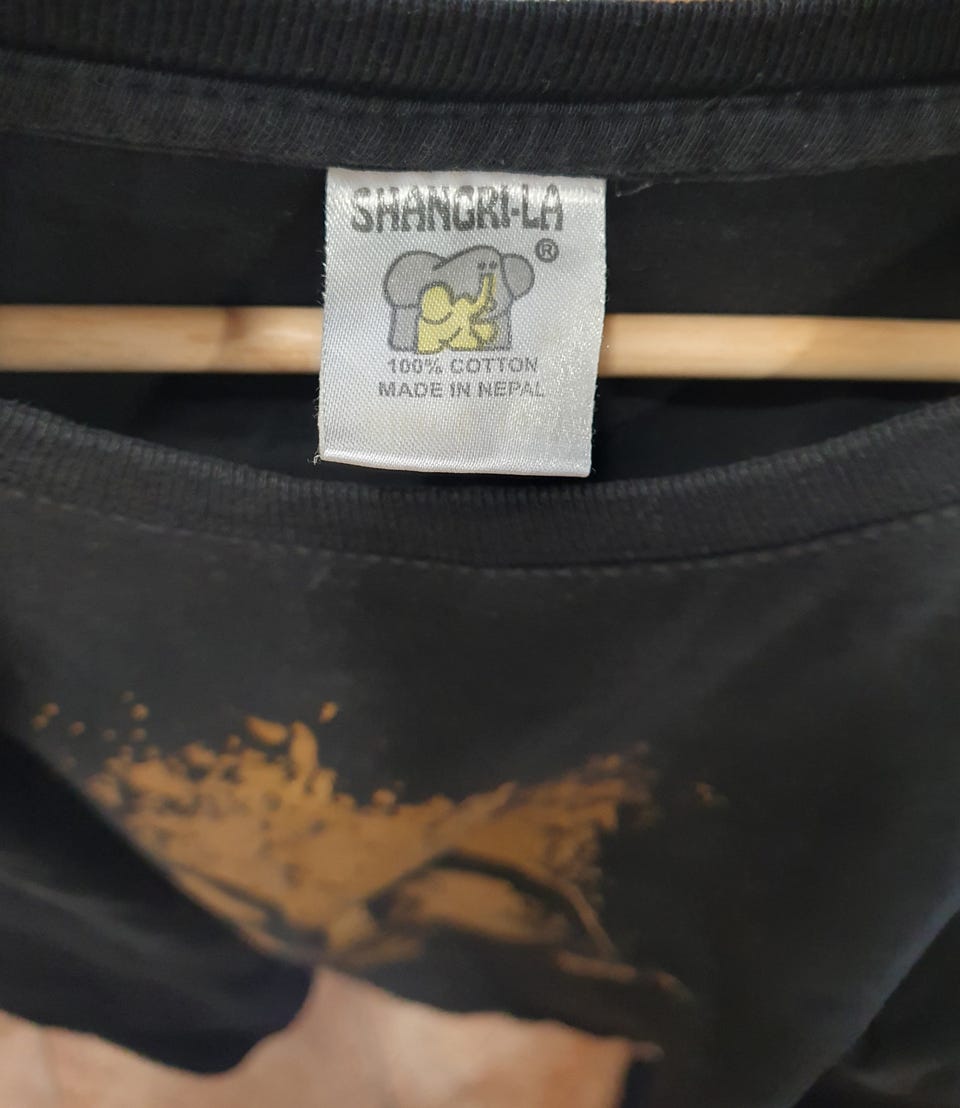 SHANGRI-LA
®
100% COTTON
MADE IN NEPAL